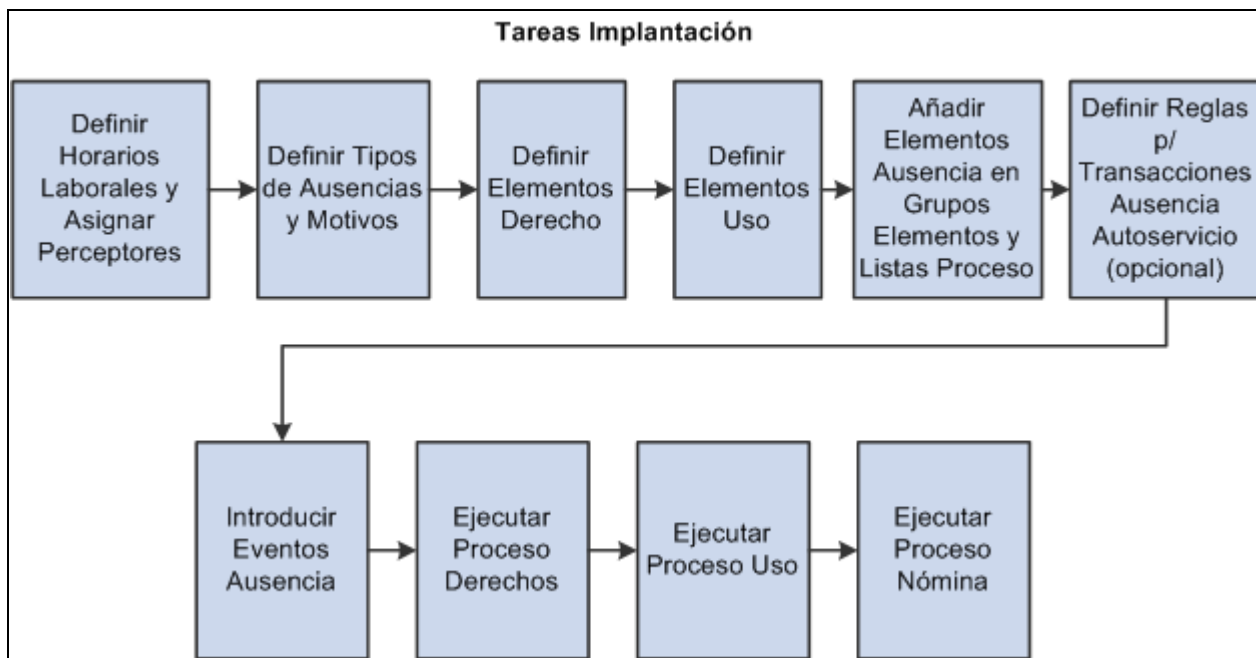 Tareas Implantación
Definir
Horarios
Laborales y
Asignar
Perceptores
Definir Tipos
de Ausencias
y Motivos
Definir
Elementos
Derecho
Definir
Elementos
Uso
Añadir
Elementos
Ausencia en
Grupos
Elementos y
Listas Proceso
Definir Reglas
p/
Transacciones
Ausencia
Autoservicio
(opcional)
Introducir
Eventos
Ausencia
Ejecutar
Proceso
Derechos
Ejecutar
Proceso Uso
Ejecutar
Proceso
Nómina